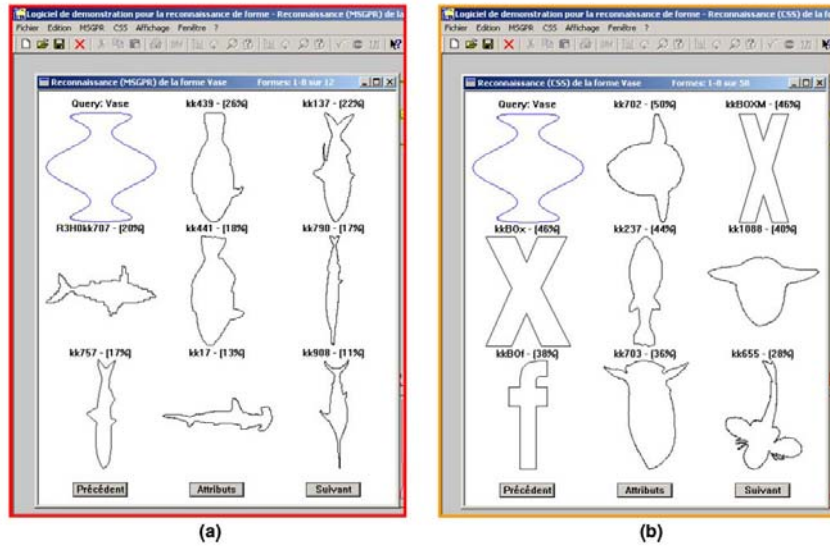 Logiciel de demonstration pour la reconnaissance de forme - Reconnaissance (MSGPR) de la
Fichier Edition MSGPR CSS Affichage Fenêtre ?
Reconnaissance (MSGPR) de la forme Vase Formes: 1-8 sur 12
Query: Vase kk439 - (26%) kk137 - (22%)
R3H0kk707 - (20%) kk441 - (18%) kk790 - (17%)
kk757 - (17%) kk17 - (13%) kk908 - (11%)
Précédent Attributs Suivant
(a)
Logiciel de demonstration pour la reconnaissance de forme - Reconnaissance (CSS) de la fo
Fichier Edition MSGPR CSS Affichage Fenêtre ?
Reconnaissance (CSS) de la forme Vase Formes: 1-8 sur 58
Query: Vase kk702 - (50%) kkBOXM - (46%)
kkBOx - (46%) kk237 - (44%) kk1088 - (40%)
kkBOf - (38%) kk703 - (36%) kk655 - (28%)
Précédent Attributs Suivant
(b)